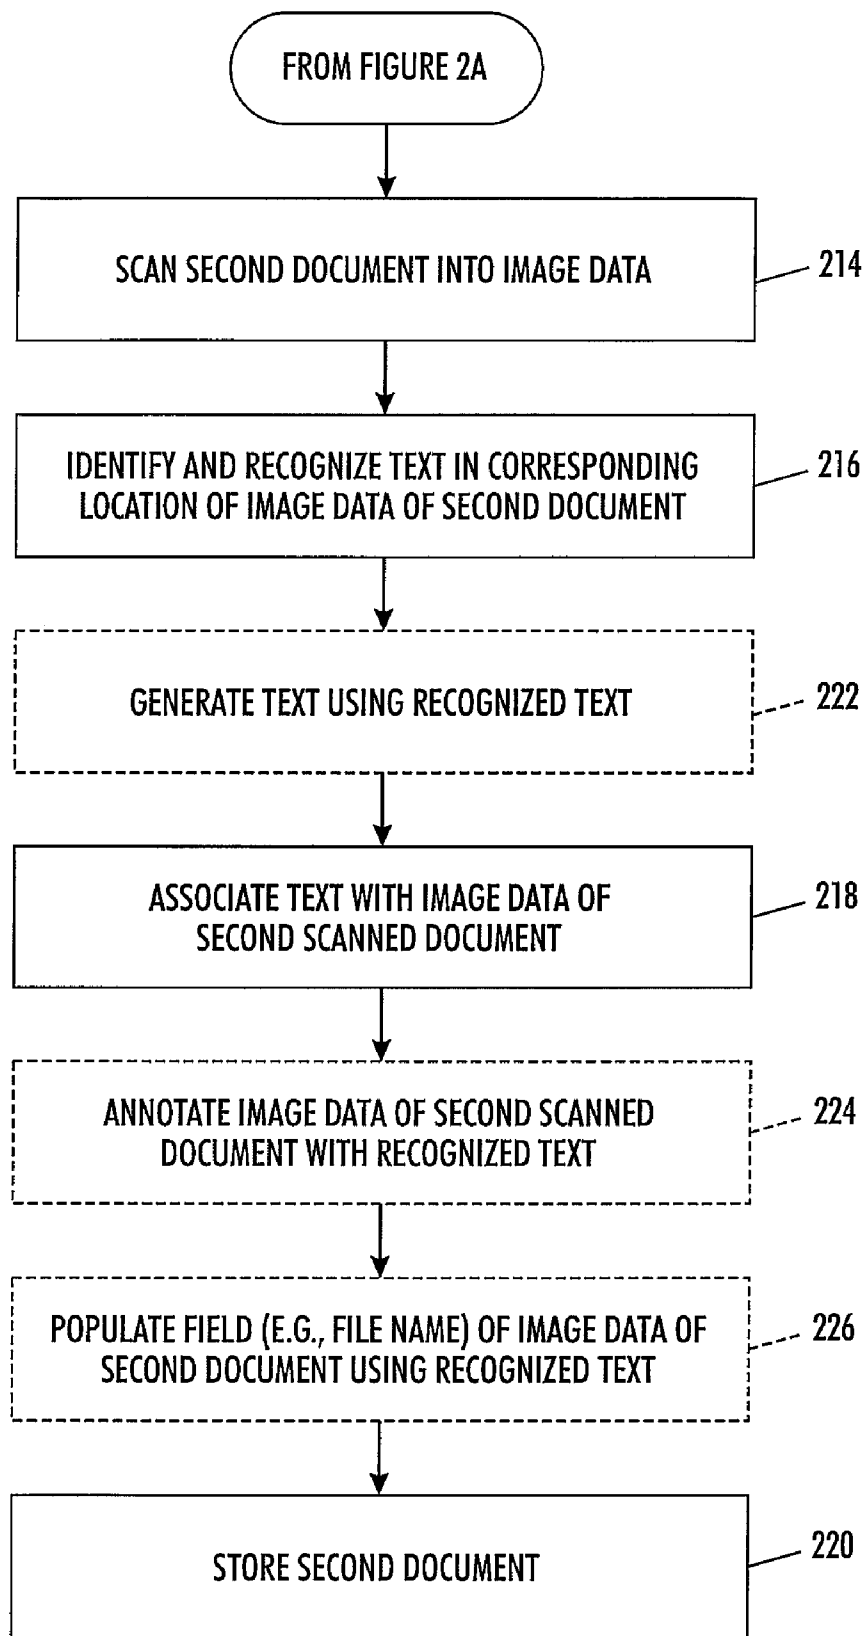 FROM FIGURE 2A
SCAN SECOND DOCUMENT INTO IMAGE DATA
214
IDENTIFY AND RECOGNIZE TEXT IN CORRESPONDING
LOCATION OF IMAGE DATA OF SECOND DOCUMENT
216
GENERATE TEXT USING RECOGNIZED TEXT
222
ASSOCIATE TEXT WITH IMAGE DATA OF
SECOND SCANNED DOCUMENT
218
ANNOTATE IMAGE DATA OF SECOND SCANNED
DOCUMENT WITH RECOGNIZED TEXT
224
POPULATE FIELD (E.G., FILE NAME) OF IMAGE DATA OF
SECOND DOCUMENT USING RECOGNIZED TEXT
226
STORE SECOND DOCUMENT
220